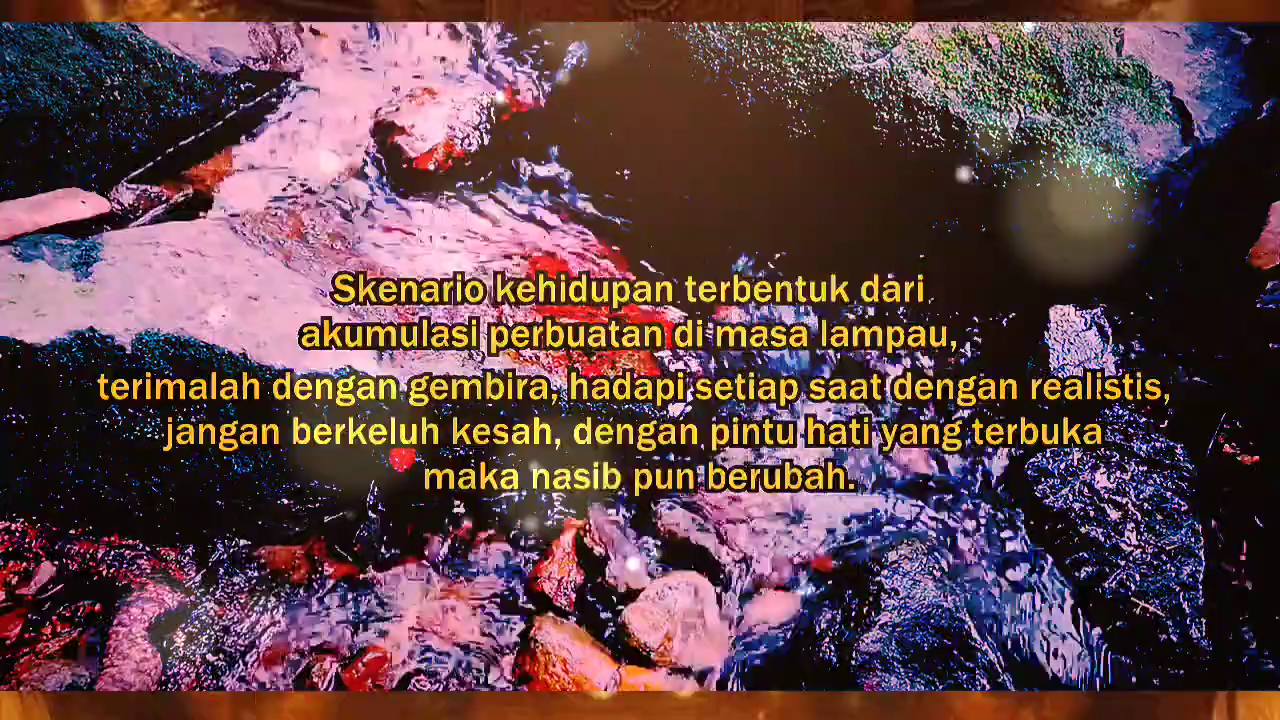 Skenario kehidupan terbentuk dari
akumulasi perbuatan di masa lampau,
terimalah dengan gembira, hadapi setiap saat dengan realistis,
jangan berkeluh kesah, dengan pintu hati yang terbuka
maka nasib pun berubah.